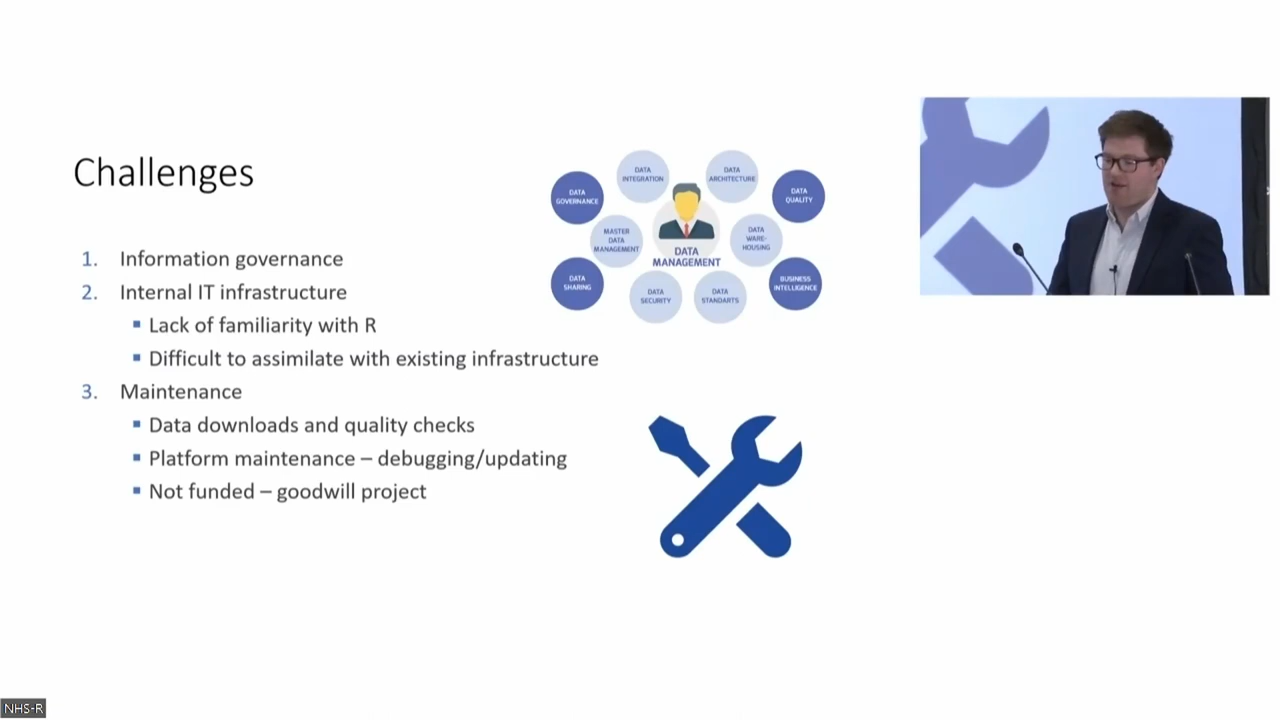 Challenges
1. Information governance
2. Internal IT infrastructure
▪ Lack of familiarity with R
▪ Difficult to assimilate with existing infrastructure
3. Maintenance
▪ Data downloads and quality checks
▪ Platform maintenance – debugging/updating
▪ Not funded – goodwill project
DATA
INTEGRATION
DATA
ARCHITECTURE
DATA
GOVERNANCE
DATA
QUALITY
MASTER
DATA
MANAGEMENT
DATA
WARE-
HOUSING
DATA
MANAGEMENT
DATA
SHARING
BUSINESS
INTELLIGENCE
DATA
SECURITY
DATA
STANDARTS
NHS-R